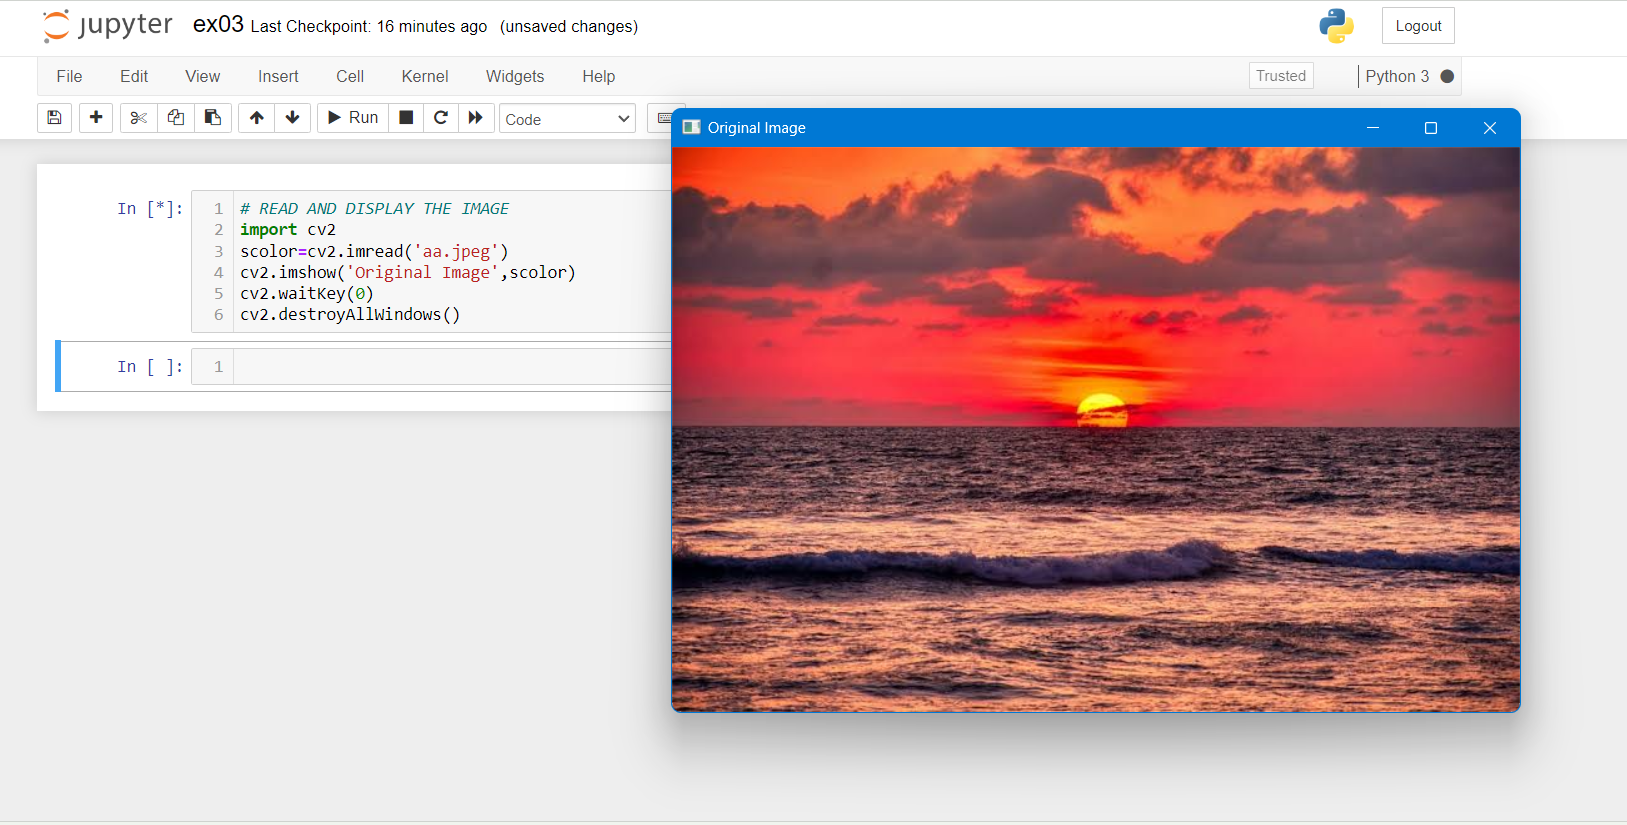 jupyter ex03 Last Checkpoint: 16 minutes ago (unsaved changes)
Logout
File Edit View Insert Cell Kernel Widgets Help
Trusted
Python 3
Run
Code
Original Image
In [*]:
1 # READ AND DISPLAY THE IMAGE
2 import cv2
3 scolor=cv2.imread('aa.jpeg')
4 cv2.imshow('Original Image',scolor)
5 cv2.waitKey(0)
6 cv2.destroyAllWindows()
In [ ]:
1